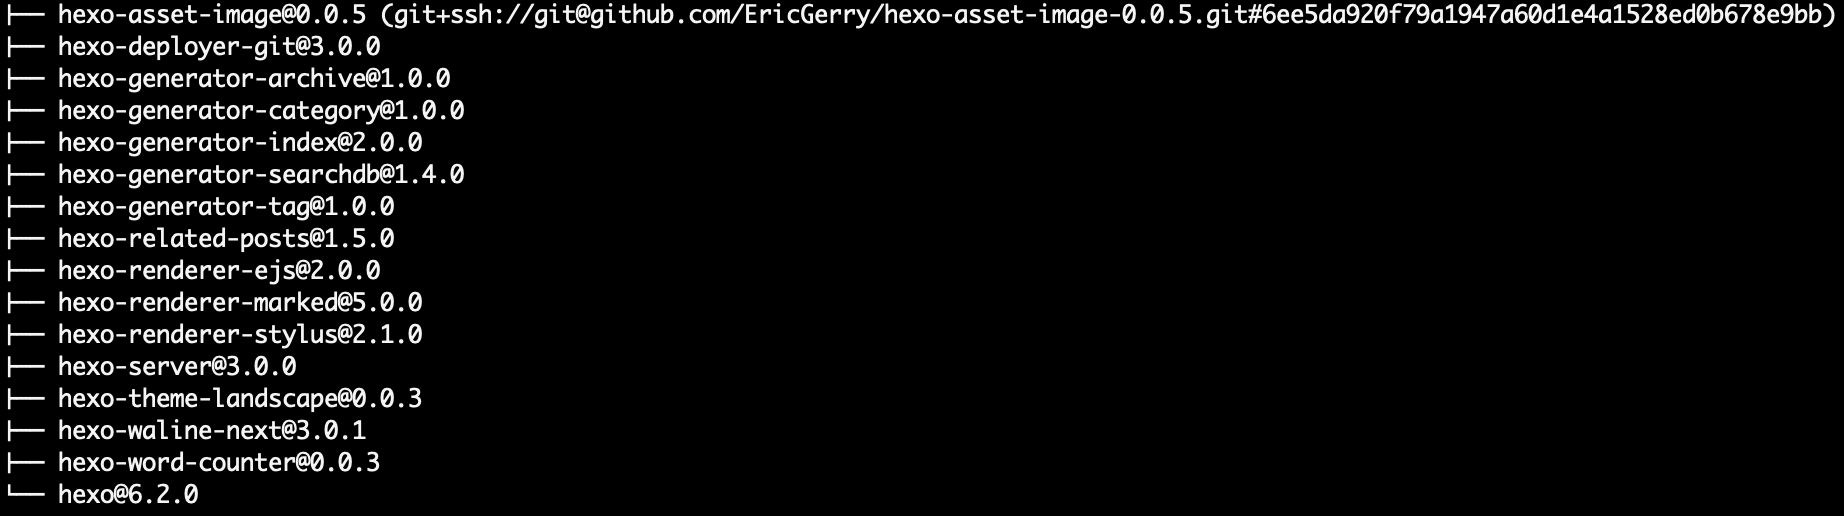 ├── hexo-asset-image@0.0.5 (git+ssh://git@github.com/EricGerry/hexo-asset-image-0.0.5.git#6ee5da920f79a1947a60d1e4a1528ed0b678e9bb)
├── hexo-deployer-git@3.0.0
├── hexo-generator-archive@1.0.0
├── hexo-generator-category@1.0.0
├── hexo-generator-index@2.0.0
├── hexo-generator-searchdb@1.4.0
├── hexo-generator-tag@1.0.0
├── hexo-related-posts@1.5.0
├── hexo-renderer-ejs@2.0.0
├── hexo-renderer-marked@5.0.0
├── hexo-renderer-stylus@2.1.0
├── hexo-server@3.0.0
├── hexo-theme-landscape@0.0.3
├── hexo-waline-next@3.0.1
├── hexo-word-counter@0.0.3
└── hexo@6.2.0